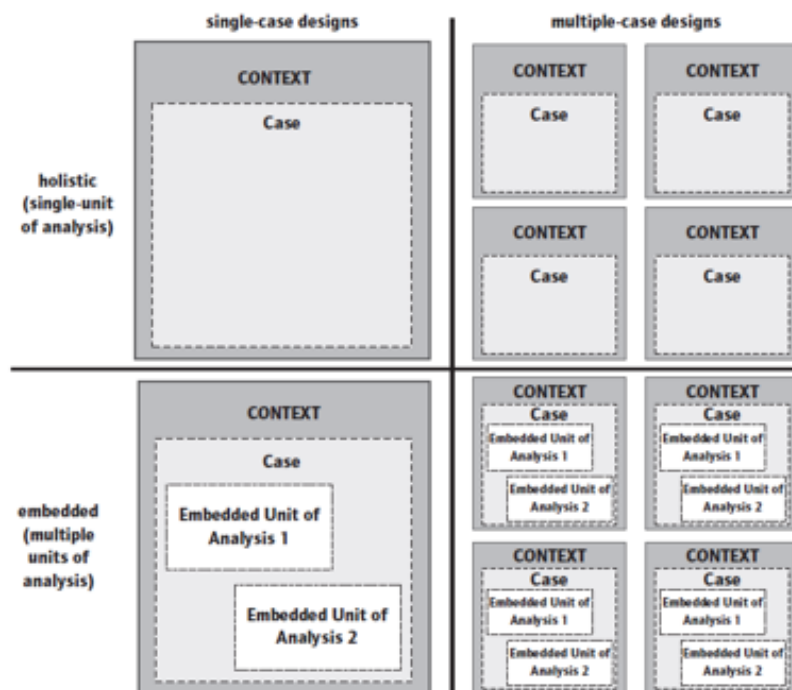 single-case designs
multiple-case designs
holistic
(single-unit
of analysis)
CONTEXT
Case
CONTEXT
Case
CONTEXT
Case
CONTEXT
Case
CONTEXT
Case
embedded
(multiple
units of
analysis)
CONTEXT
Case
Embedded Unit of
Analysis 1
Embedded Unit of
Analysis 2
CONTEXT
Case
Embedded Unit of
Analysis 1
Embedded Unit of
Analysis 2
CONTEXT
Case
Embedded Unit of
Analysis 1
Embedded Unit of
Analysis 2
CONTEXT
Case
Embedded Unit of
Analysis 1
Embedded Unit of
Analysis 2
CONTEXT
Case
Embedded Unit of
Analysis 1
Embedded Unit of
Analysis 2